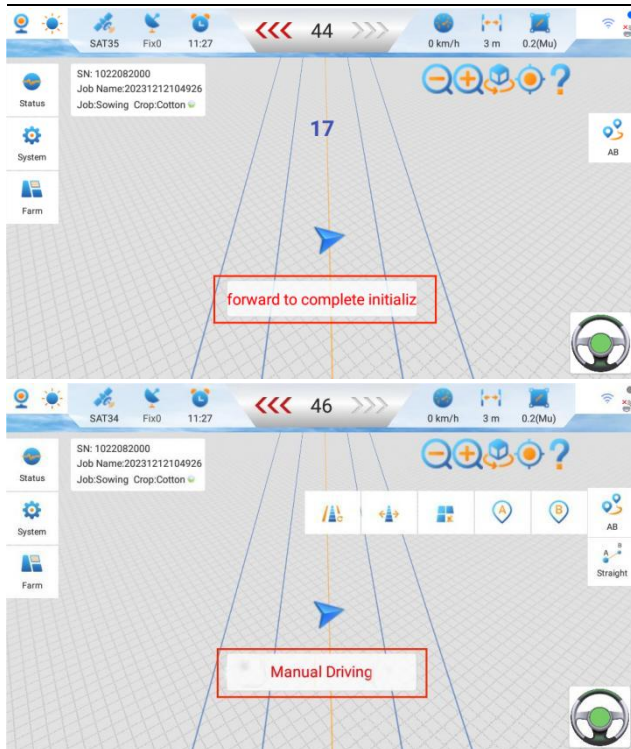 44
SAT35 Fix0 11:27 0 km/h 3 m 0.2(Mu)
SN: 1022082000
Job Name:20231212104926
Job:Sowing Crop:Cotton
Status
17
System
AB
Farm
forward to complete initializ
46
SAT34 Fix0 11:27 0 km/h 3 m 0.2(Mu)
SN: 1022082000
Job Name:20231212104926
Job:Sowing Crop:Cotton
Status
A B
System
AB
A B
Straight
Farm
Manual Driving